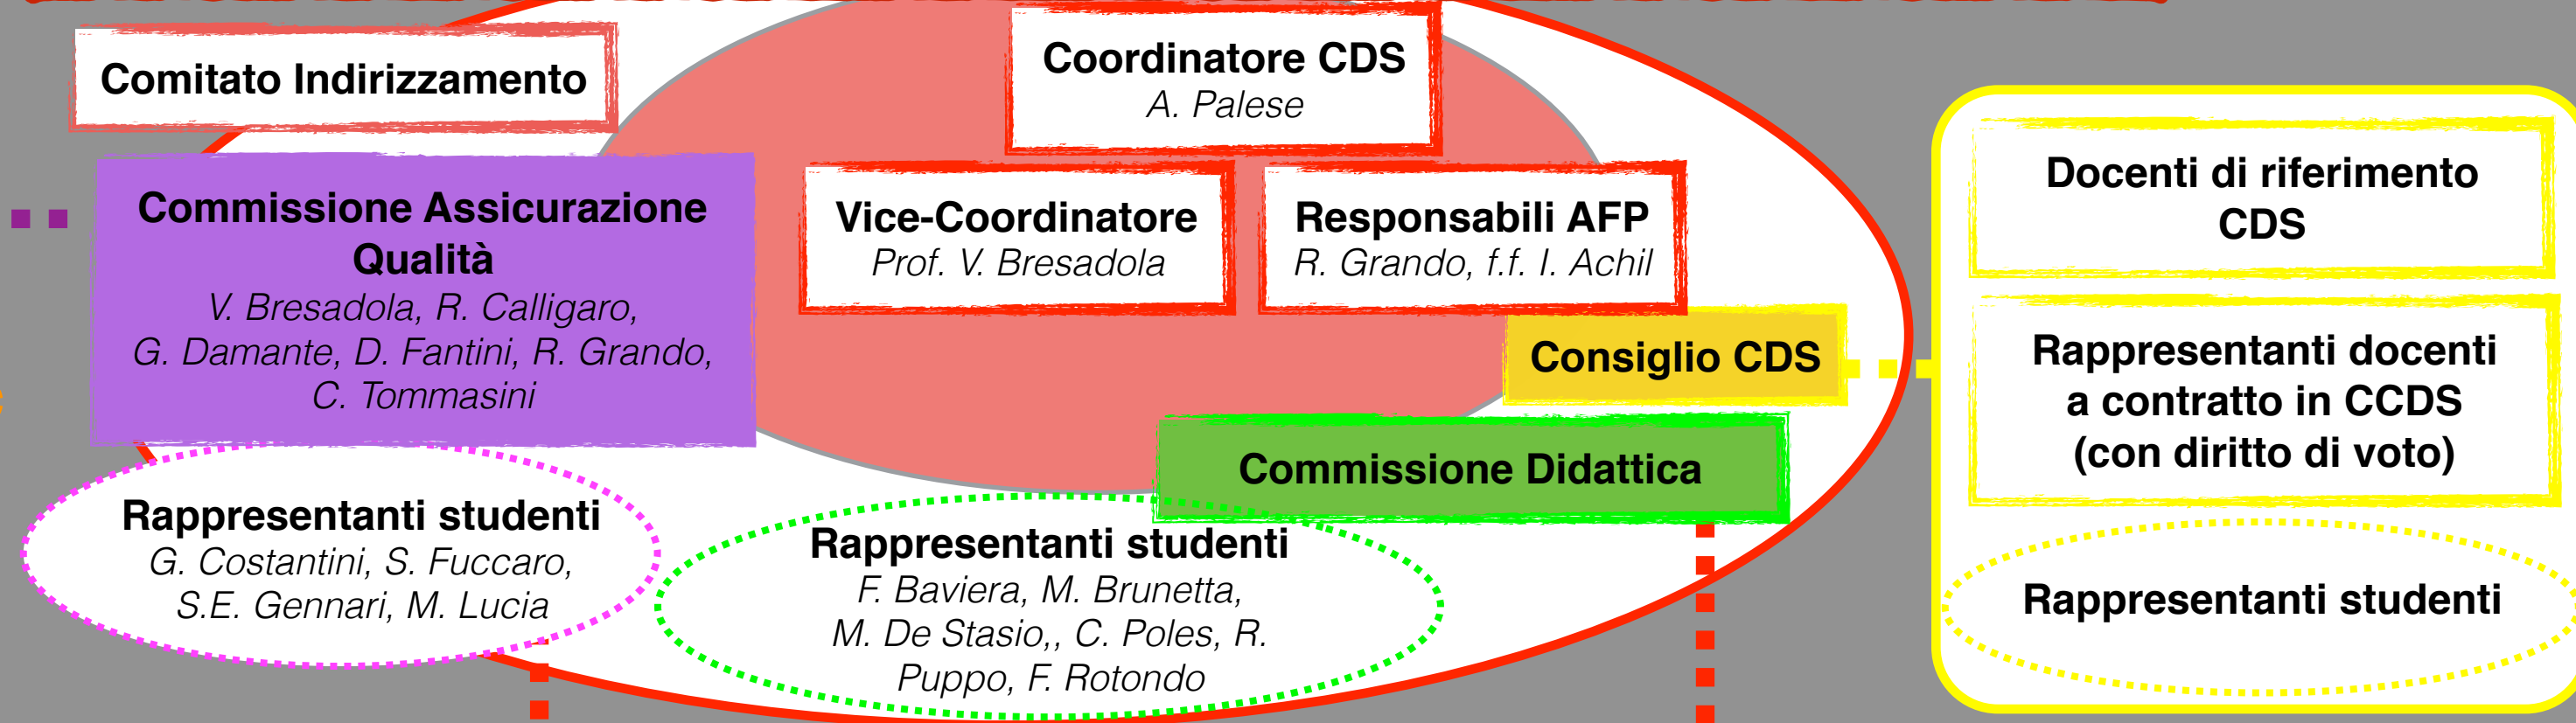 Comitato Indirizzamento
Coordinatore CDS
A. Palese
Commissione Assicurazione
Qualità
V. Bresadola, R. Calligaro,
G. Damante, D. Fantini, R. Grando,
C. Tommasini
Vice-Coordinatore
Prof. V. Bresadola
Responsabili AFP
R. Grando, f.f. I. Achil
Consiglio CDS
Commissione Didattica
Rappresentanti studenti
G. Costantini, S. Fuccaro,
S.E. Gennari, M. Lucia
Rappresentanti studenti
F. Baviera, M. Brunetta,
M. De Stasio,, C. Poles, R.
Puppo, F. Rotondo
Docenti di riferimento
CDS
Rappresentanti docenti
a contratto in CCDS
(con diritto di voto)
Rappresentanti studenti